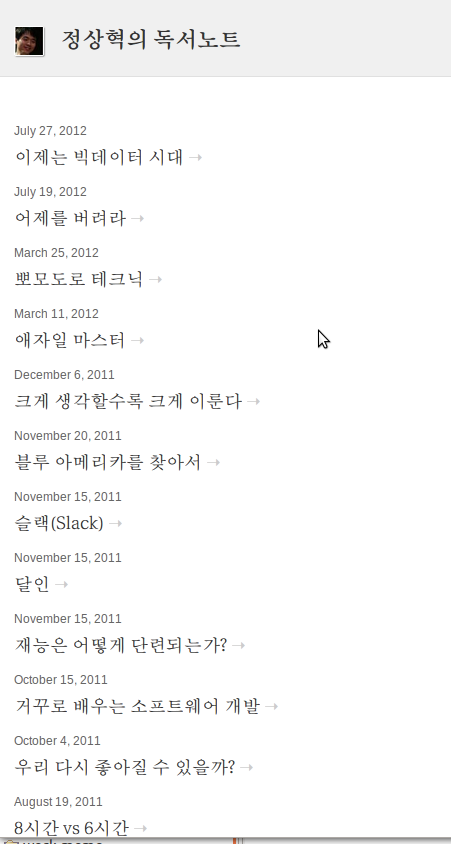 정상혁의 독서노트
July 27, 2012
이제는 빅데이터 시대 →
July 19, 2012
어제를 버려라 →
March 25, 2012
뽀모도로 테크닉 →
March 11, 2012
애자일 마스터 →
December 6, 2011
크게 생각할수록 크게 이룬다 →
November 20, 2011
블루 아메리카를 찾아서 →
November 15, 2011
슬랙(Slack) →
November 15, 2011
달인 →
November 15, 2011
재능은 어떻게 단련되는가? →
October 15, 2011
거꾸로 배우는 소프트웨어 개발 →
October 4, 2011
우리 다시 좋아질 수 있을까? →
August 19, 2011
8시간 vs 6시간 →